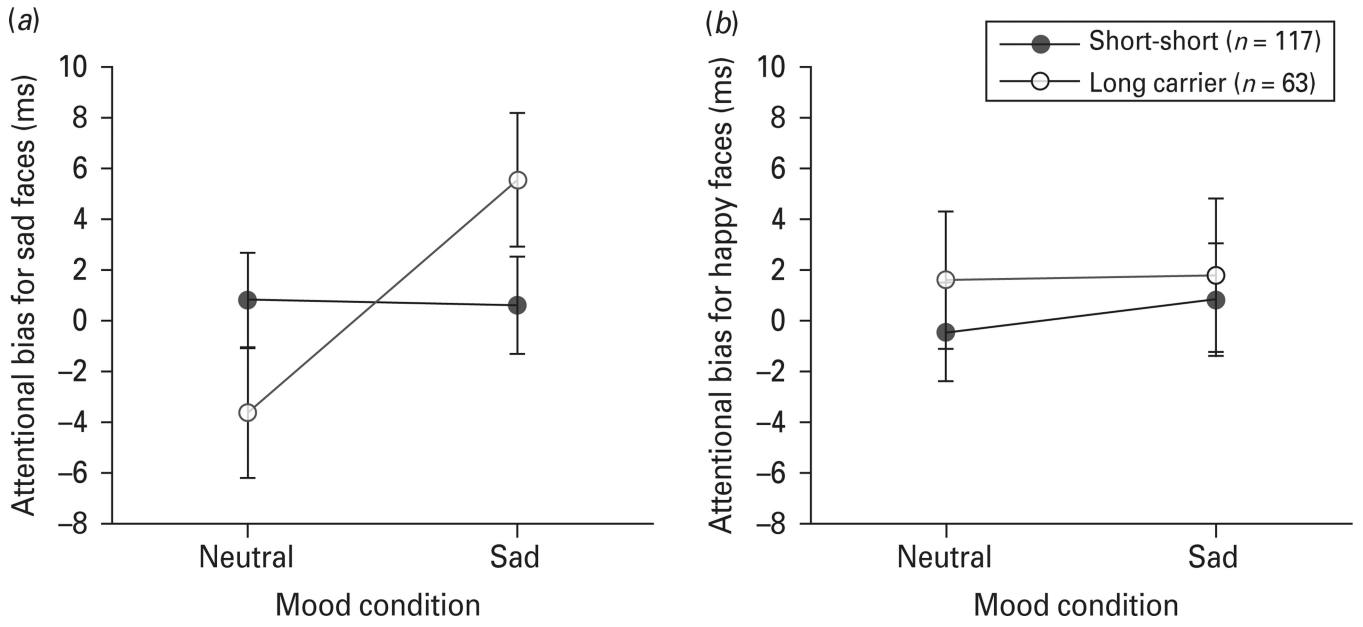 (a)
Attentional bias for sad faces (ms)
10
8
6
4
2
0
–2
–4
–6
–8
Neutral
Sad
Mood condition
(b)
Short-short (n = 117)
Long carrier (n = 63)
Attentional bias for happy faces (ms)
10
8
6
4
2
0
–2
–4
–6
–8
Neutral
Sad
Mood condition